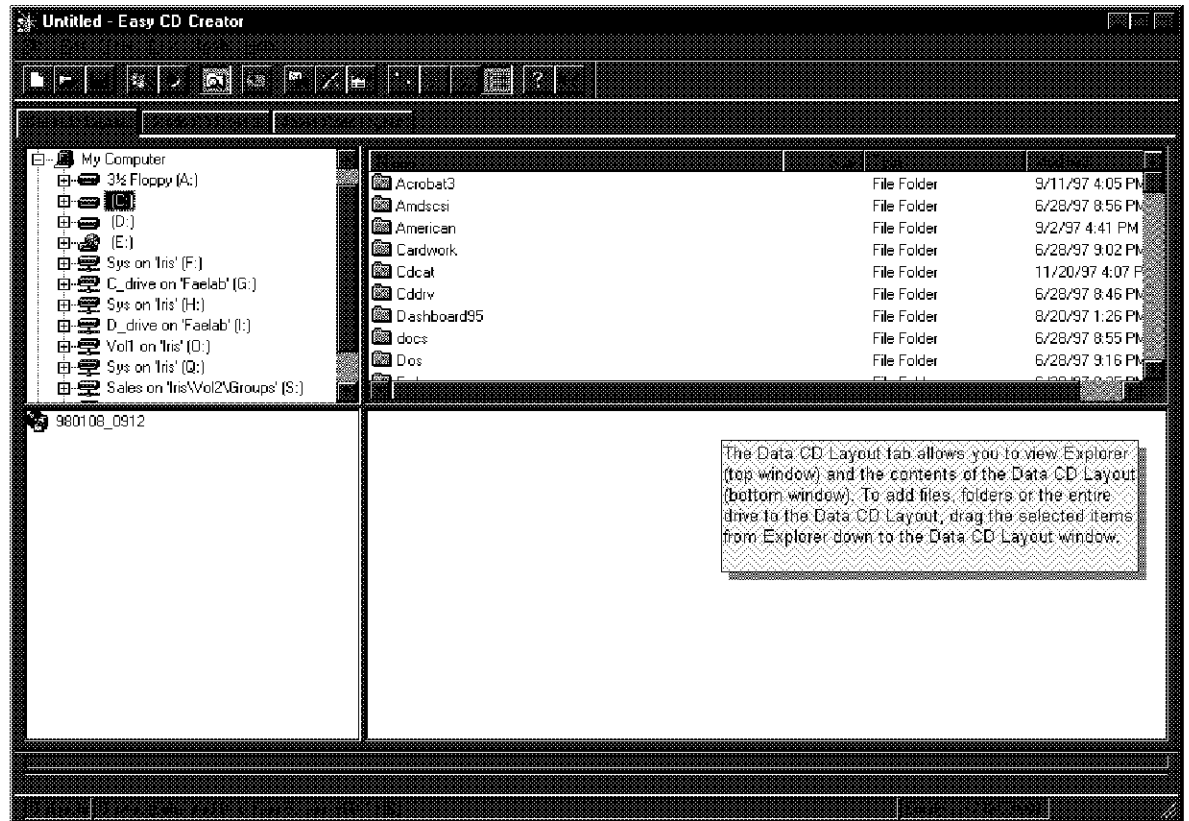 Untitled - Easy CD Creator
My Computer
3½ Floppy (A:)
(C:)
(D:)
(E:)
Sys on 'Iris' (F:)
C_drive on 'Faelab' (G:)
Sys on 'Iris' (H:)
D_drive on 'Faelab' (I:)
Vol1 on 'Iris' (O:)
Sys on 'Iris' (Q:)
Sales on 'Iris\Vol2\Groups' (S:)
Name Size Type Modified
Acrobat3 File Folder 9/11/97 4:05 PM
Amdscsi File Folder 6/28/97 8:56 PM
American File Folder 9/2/97 4:41 PM
Cardwork File Folder 6/28/97 9:02 PM
Cdcat File Folder 11/20/97 4:07 P
Cddrv File Folder 6/28/97 8:46 PM
Dashboard95 File Folder 8/20/97 1:26 PM
docs File Folder 6/28/97 8:55 PM
Dos File Folder 6/28/97 9:16 PM
980108_0912
The Data CD Layout tab allows you to view Explorer
(top window) and the contents of the Data CD Layout
(bottom window). To add files, folders or the entire
drive to the Data CD Layout, drag the selected items
from Explorer down to the Data CD Layout window.